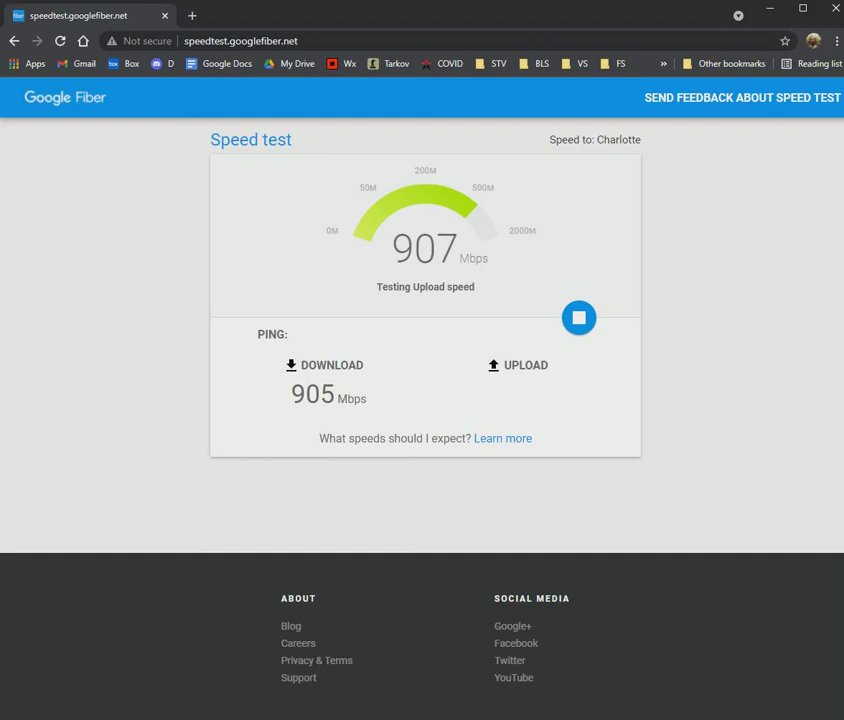 speedtest.googlefiber.net
Not secure speedtest.googlefiber.net
Apps Gmail Box D Google Docs My Drive Wx Tarkov COVID STV BLS VS FS » Other bookmarks Reading list
Google Fiber SEND FEEDBACK ABOUT SPEED TEST
Speed test Speed to: Charlotte
200M
50M 500M
0M 2000M
907 Mbps
Testing Upload speed
PING:
DOWNLOAD UPLOAD
905 Mbps
What speeds should I expect? Learn more
ABOUT SOCIAL MEDIA
Blog Google+
Careers Facebook
Privacy & Terms Twitter
Support YouTube